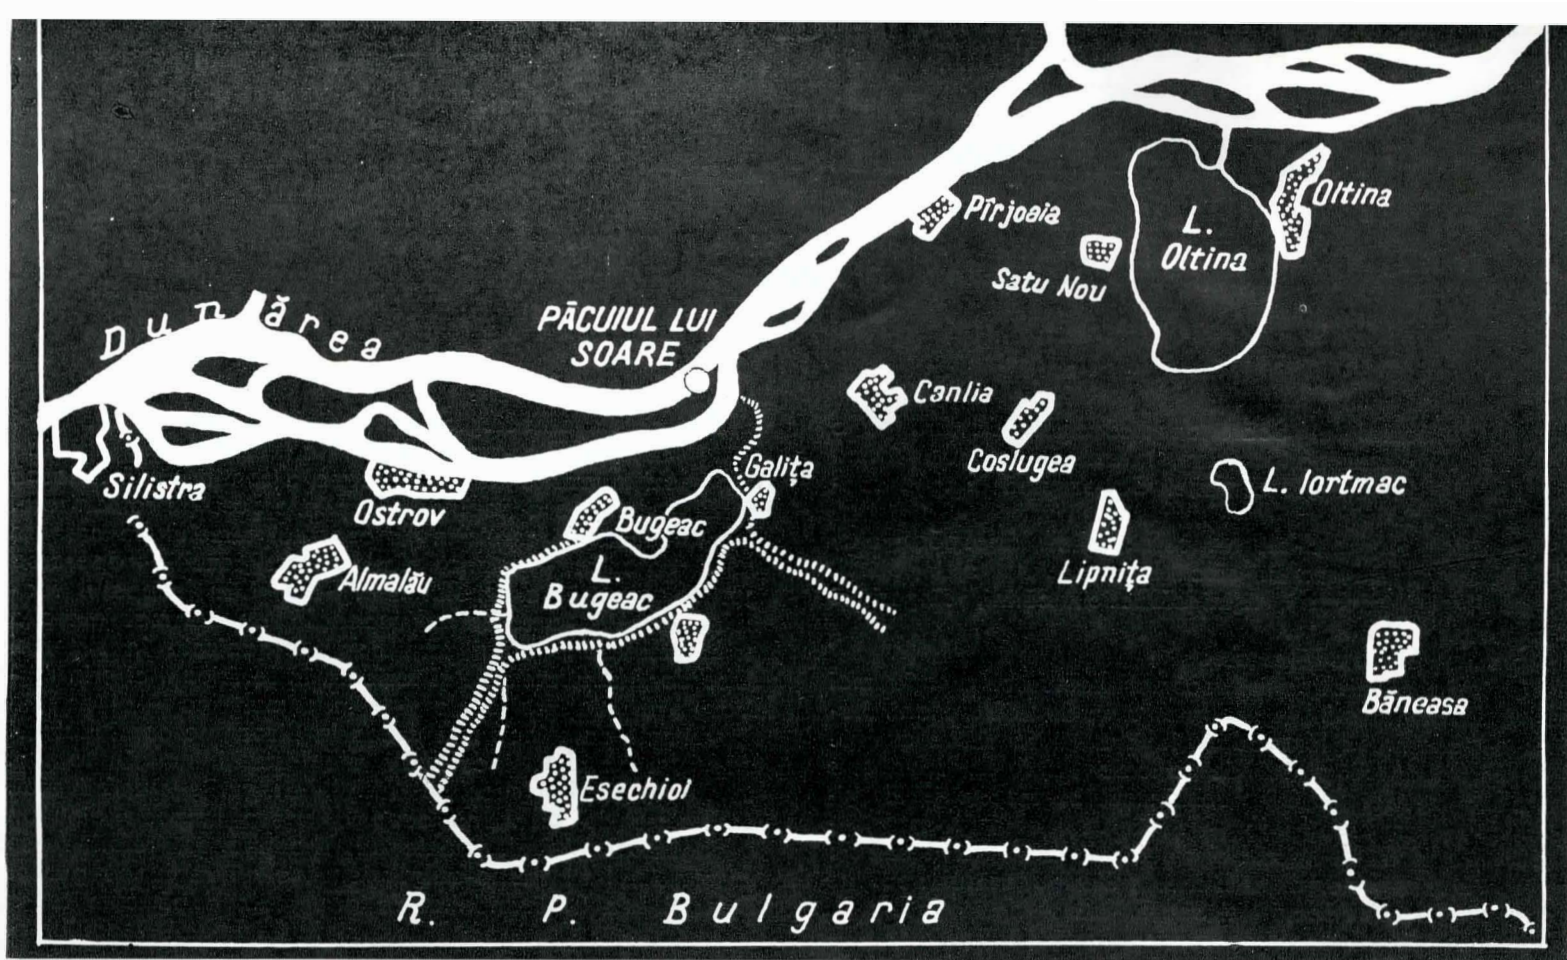 Dunărea
PĂCUIUL LUI
SOARE
Pîrjoaia
Satu Nou
L.
Oltina
Oltina
Canlia
Coslugea
L. Iortmac
Silistra
Ostrov
Almalău
Bugeac
L.
Bugeac
Galița
Lipnița
Băneasa
Esechioi
R. P. Bulgaria